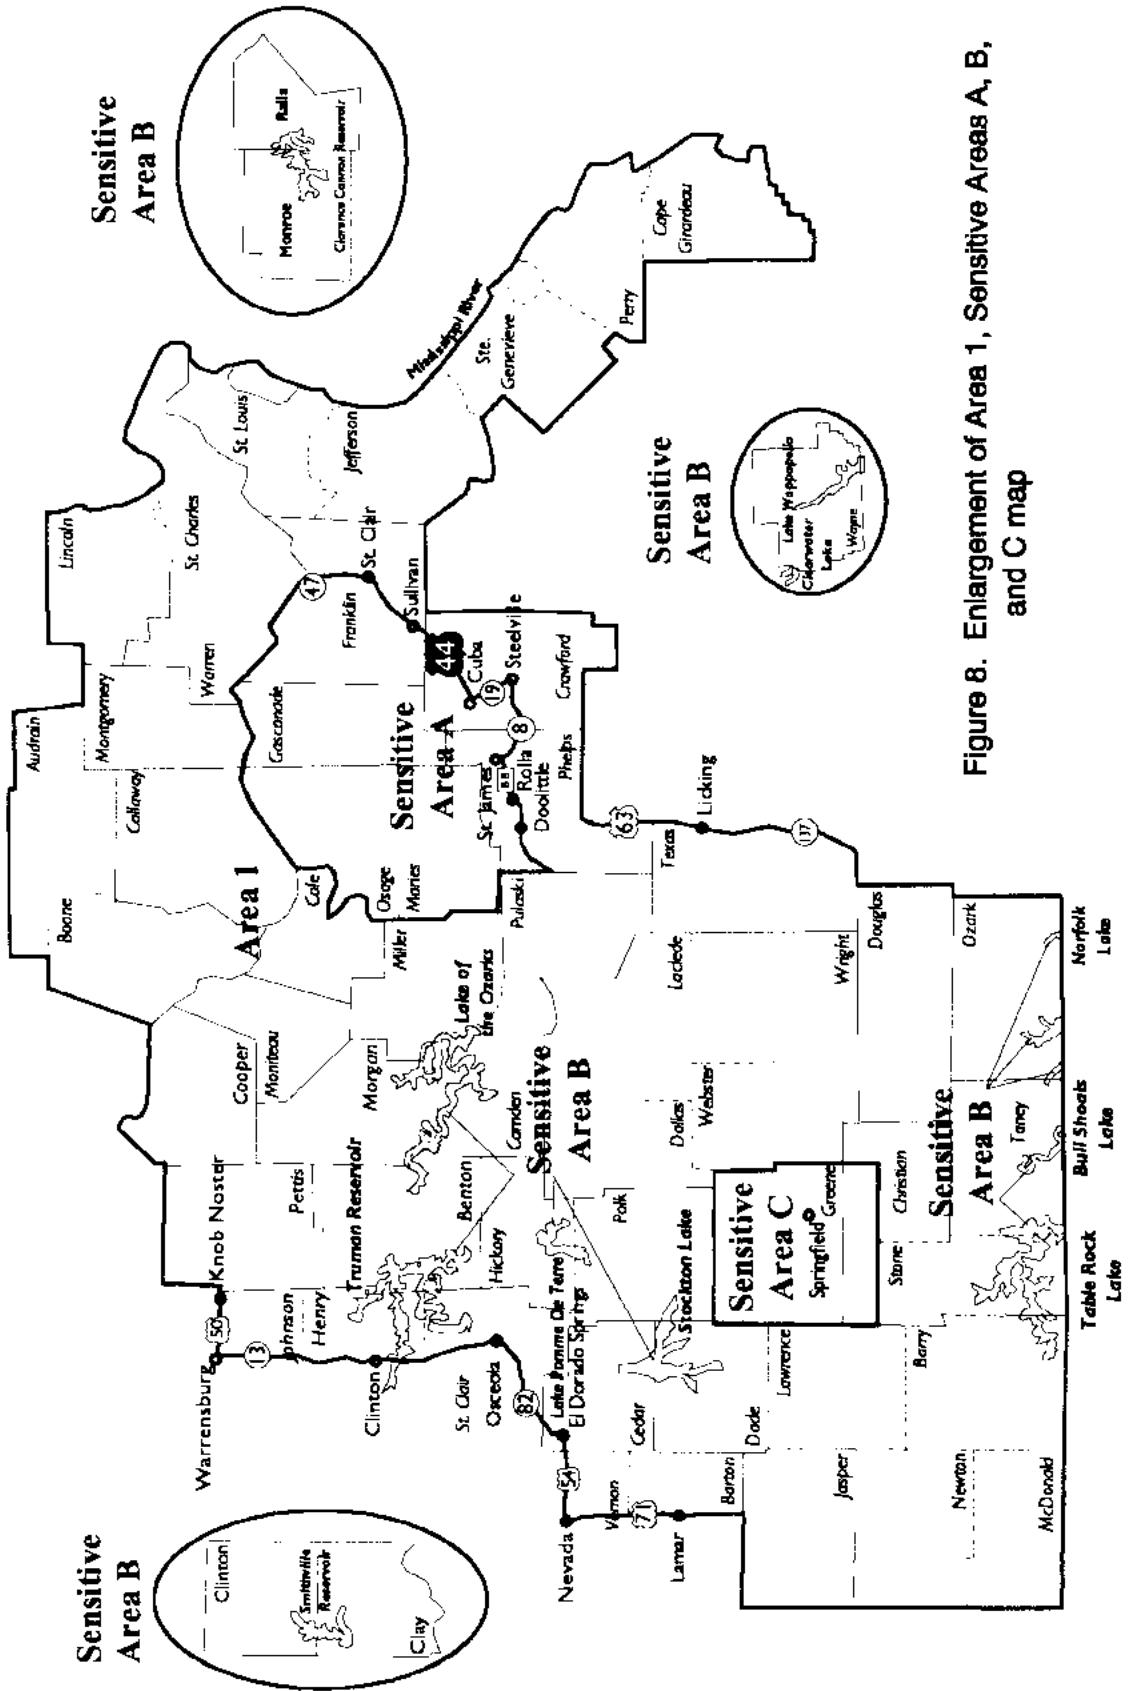 Sensitive
Area B
Clinton
Smithville
Reservoir
Clay
Warrensburg
50
Knob Noster
13
Johnson
Henry
Clinton
Pettis
Truman Reservoir
St. Clair
Osceola
82
Benton
Hickory
Lake Pomme De Terre
El Dorado Springs
54
Nevada
Vernon
71
Lamar
Cedar
Stockton Lake
Polk
Barton
Dade
Lawrence
Jasper
Barry
Newton
McDonald
Sensitive
Area C
Springfield
Greene
Stone
Christian
Sensitive
Area B
Taney
Table Rock
Lake
Bull Shoals
Lake
Norfolk
Lake
Cooper
Moniteau
Morgan
Lake of
the Ozarks
Camden
Sensitive
Area B
Dallas
Webster
Laclede
Wright
Douglas
Ozark
Boone
Area 1
Cole
Osage
Maries
Miller
Pulaski
Audrain
Callaway
Montgomery
Warren
Gasconade
Lincoln
St. Charles
St. Louis
Jefferson
47
Franklin
St. Clair
Sullivan
44
Cuba
19
Steelville
8
Sensitive
Area A
St. James
BB
Rolla
Doolittle
Phelps
Crawford
63
Texas
Licking
137
Mississippi River
Ste.
Genevieve
Perry
Cape
Girardeau
Sensitive
Area B
Monroe
Ralls
Clarence Cannon Reservoir
Sensitive
Area B
Lake Wappapello
Clearwater
Lake
Wayne
Figure 8. Enlargement of Area 1, Sensitive Areas A, B,
and C map